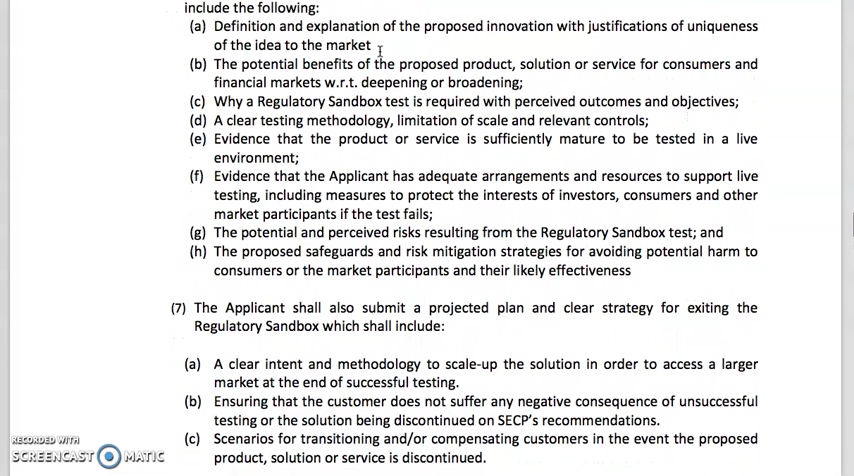 include the following:
(a) Definition and explanation of the proposed innovation with justifications of uniqueness
of the idea to the market
(b) The potential benefits of the proposed product, solution or service for consumers and
financial markets w.r.t. deepening or broadening;
(c) Why a Regulatory Sandbox test is required with perceived outcomes and objectives;
(d) A clear testing methodology, limitation of scale and relevant controls;
(e) Evidence that the product or service is sufficiently mature to be tested in a live
environment;
(f) Evidence that the Applicant has adequate arrangements and resources to support live
testing, including measures to protect the interests of investors, consumers and other
market participants if the test fails;
(g) The potential and perceived risks resulting from the Regulatory Sandbox test; and
(h) The proposed safeguards and risk mitigation strategies for avoiding potential harm to
consumers or the market participants and their likely effectiveness
(7) The Applicant shall also submit a projected plan and clear strategy for exiting the
Regulatory Sandbox which shall include:
(a) A clear intent and methodology to scale-up the solution in order to access a larger
market at the end of successful testing.
(b) Ensuring that the customer does not suffer any negative consequence of unsuccessful
testing or the solution being discontinued on SECP's recommendations.
(c) Scenarios for transitioning and/or compensating customers in the event the proposed
product, solution or service is discontinued.
RECORDED WITH
SCREENCAST MATIC